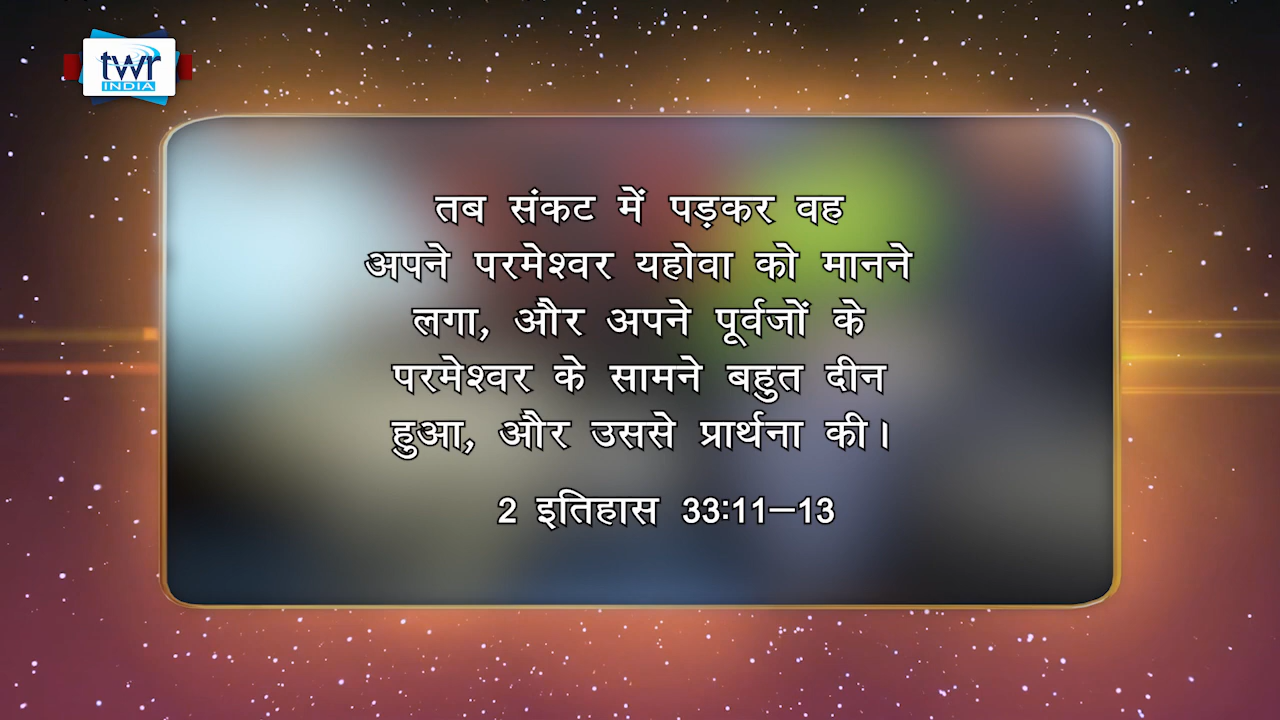 twr
INDIA
तब संकट में पड़कर वह
अपने परमेश्वर यहोवा को मानने
लगा, और अपने पूर्वजों के
परमेश्वर के सामने बहुत दीन
हुआ, और उससे प्रार्थना की।
2 इतिहास 33:11–13